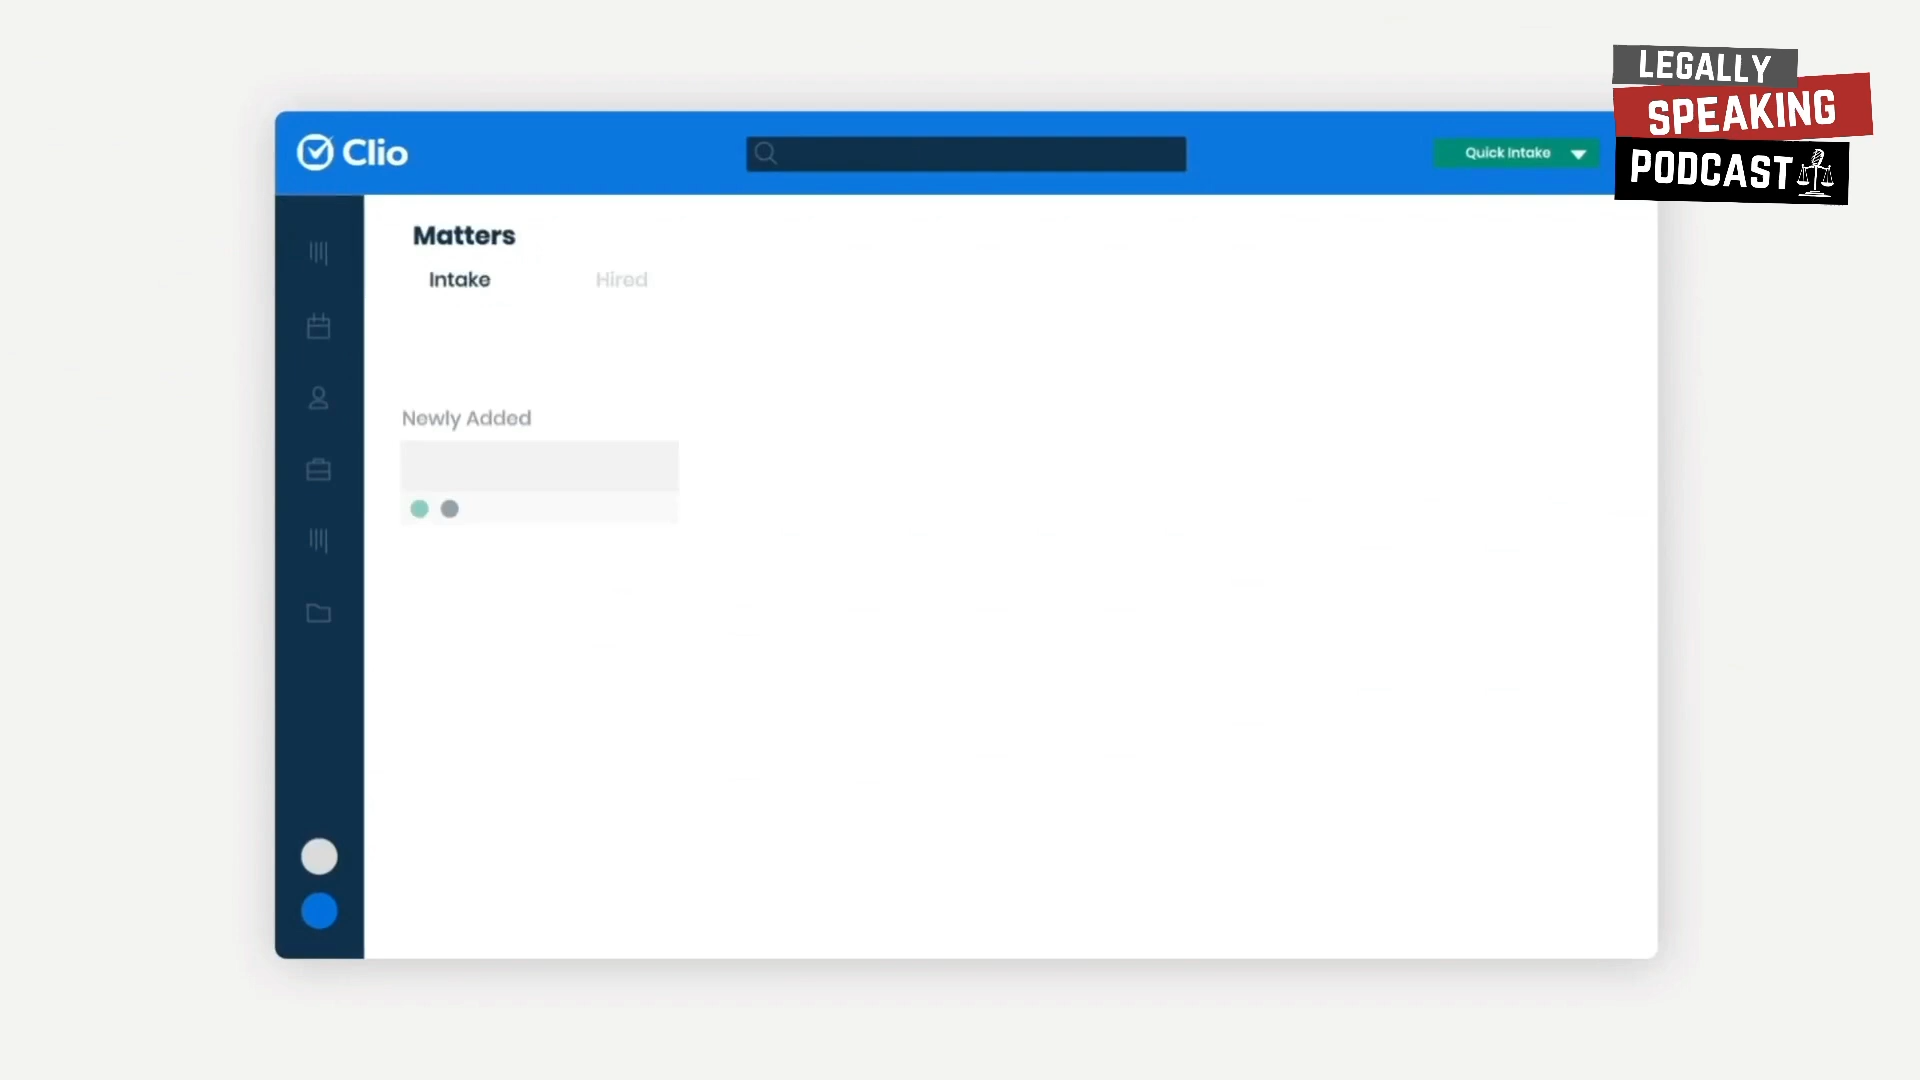 LEGALLY
SPEAKING
PODCAST
Clio
Quick Intake
Matters
Intake
Hired
Newly Added